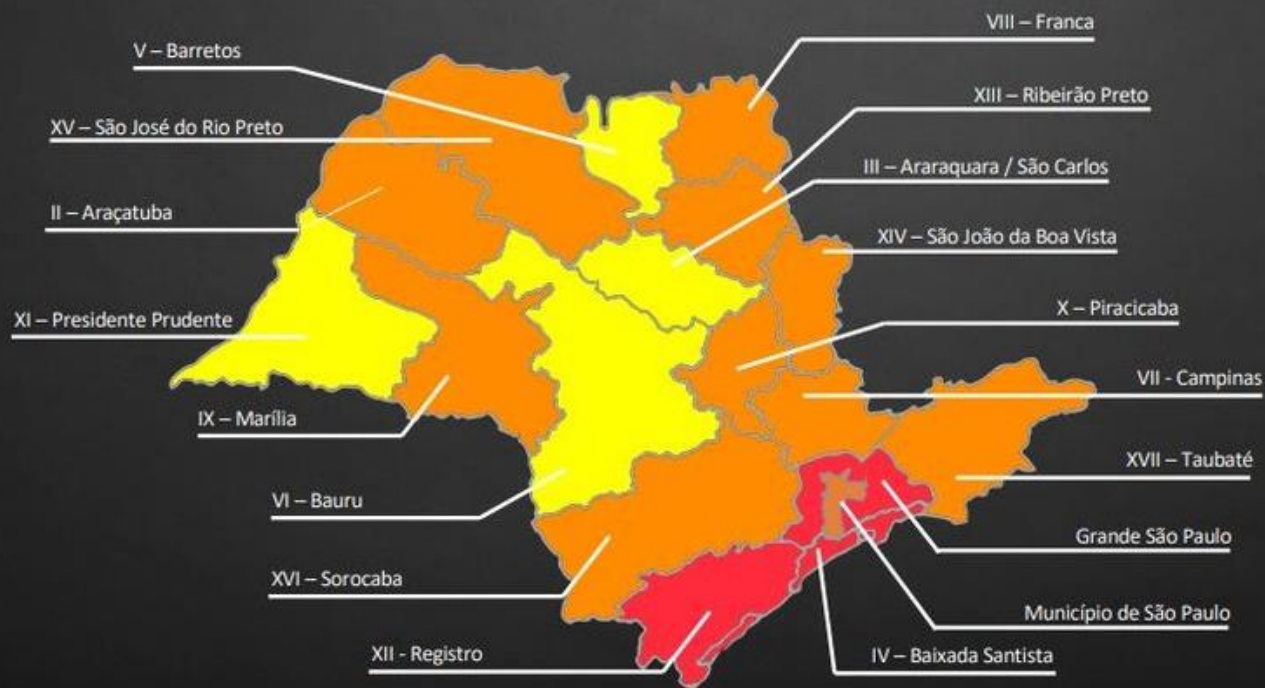 VIII – Franca
V – Barretos
XIII – Ribeirão Preto
XV – São José do Rio Preto
III – Araraquara / São Carlos
II – Araçatuba
XIV – São João da Boa Vista
XI – Presidente Prudente
X – Piracicaba
VII - Campinas
IX – Marília
XVII – Taubaté
VI – Bauru
Grande São Paulo
XVI – Sorocaba
Município de São Paulo
XII - Registro
IV – Baixada Santista